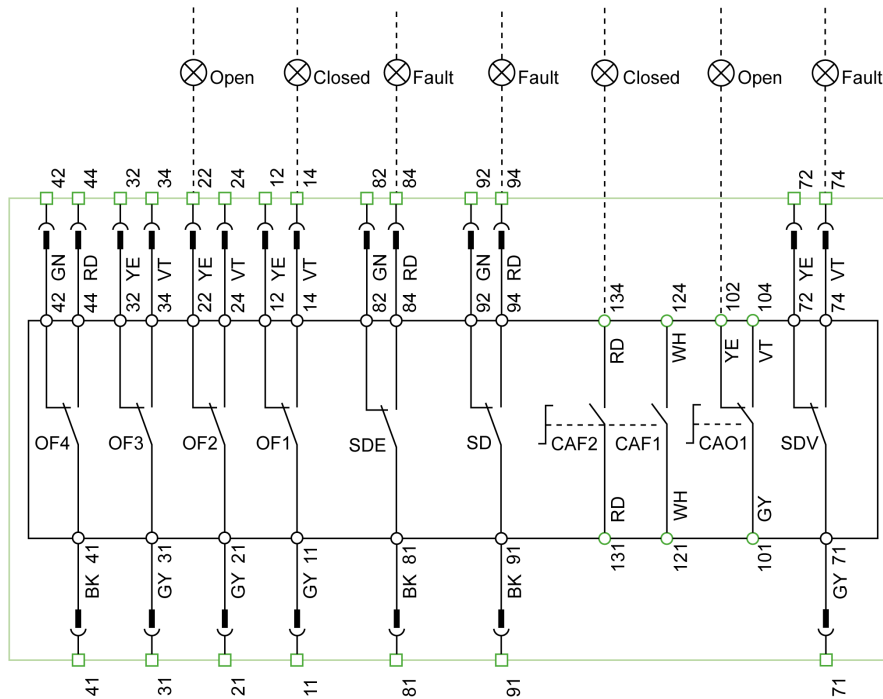 Open Closed Fault Fault Closed Open Fault
42 44 32 34 22 24 12 14 82 84 92 94 72 74
134 124 102 104
GN RD YE VT YE VT YE VT GN RD GN RD YE VT
42 44 32 34 22 24 12 14 82 84 92 94 72 74
RD WH YE VT
OF4 OF3 OF2 OF1 SDE SD CAF2 CAF1 CAO1 SDV
RD WH GY
41 31 21 11 81 91 131 121 101 71
BK GY GY GY BK BK GY
41 31 21 11 81 91 71